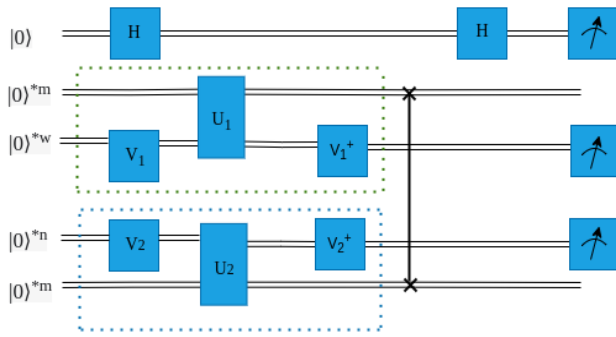 |0⟩ H H
|0⟩*m
U1
|0⟩*w V1 V1+
|0⟩*n V2 V2+
U2
|0⟩*m